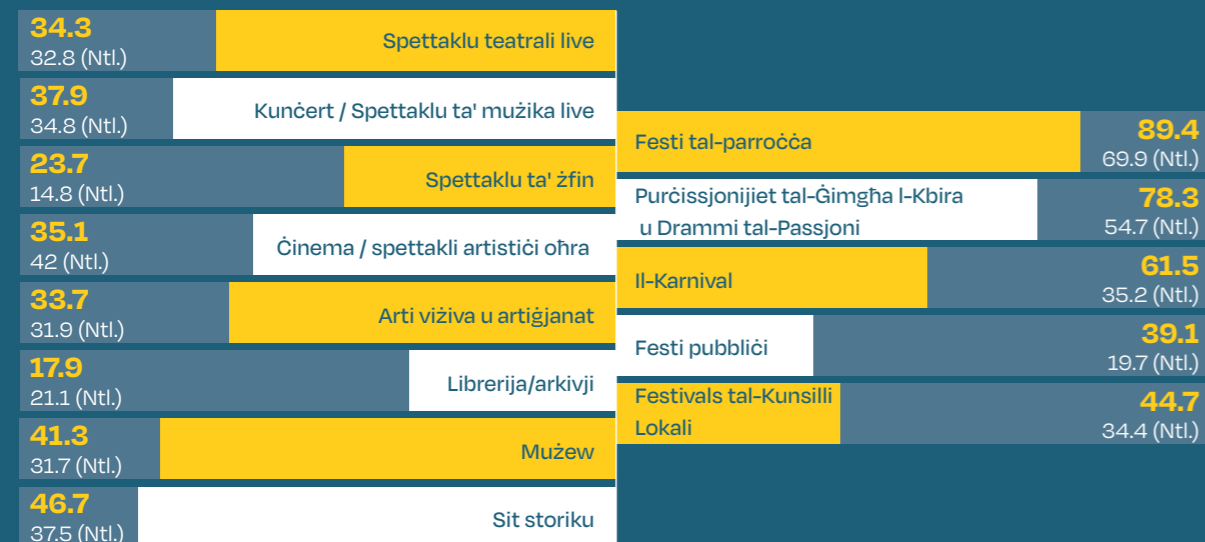 34.3
32.8 (Ntl.)
Spettaklu teatrali live
37.9
34.8 (Ntl.)
Kunċert / Spettaklu ta' mużika live
23.7
14.8 (Ntl.)
Spettaklu ta' żfin
35.1
42 (Ntl.)
Ċinema / spettakli artistiċi oħra
33.7
31.9 (Ntl.)
Arti viżiva u artiġjanat
17.9
21.1 (Ntl.)
Librerija/arkivji
41.3
31.7 (Ntl.)
Mużew
46.7
37.5 (Ntl.)
Sit storiku
Festi tal-parroċċa
89.4
69.9 (Ntl.)
Purċissjonijiet tal-Ġimgħa l-Kbira
u Drammi tal-Passjoni
78.3
54.7 (Ntl.)
Il-Karnival
61.5
35.2 (Ntl.)
Festi pubbliċi
39.1
19.7 (Ntl.)
Festivals tal-Kunsilli
Lokali
44.7
34.4 (Ntl.)